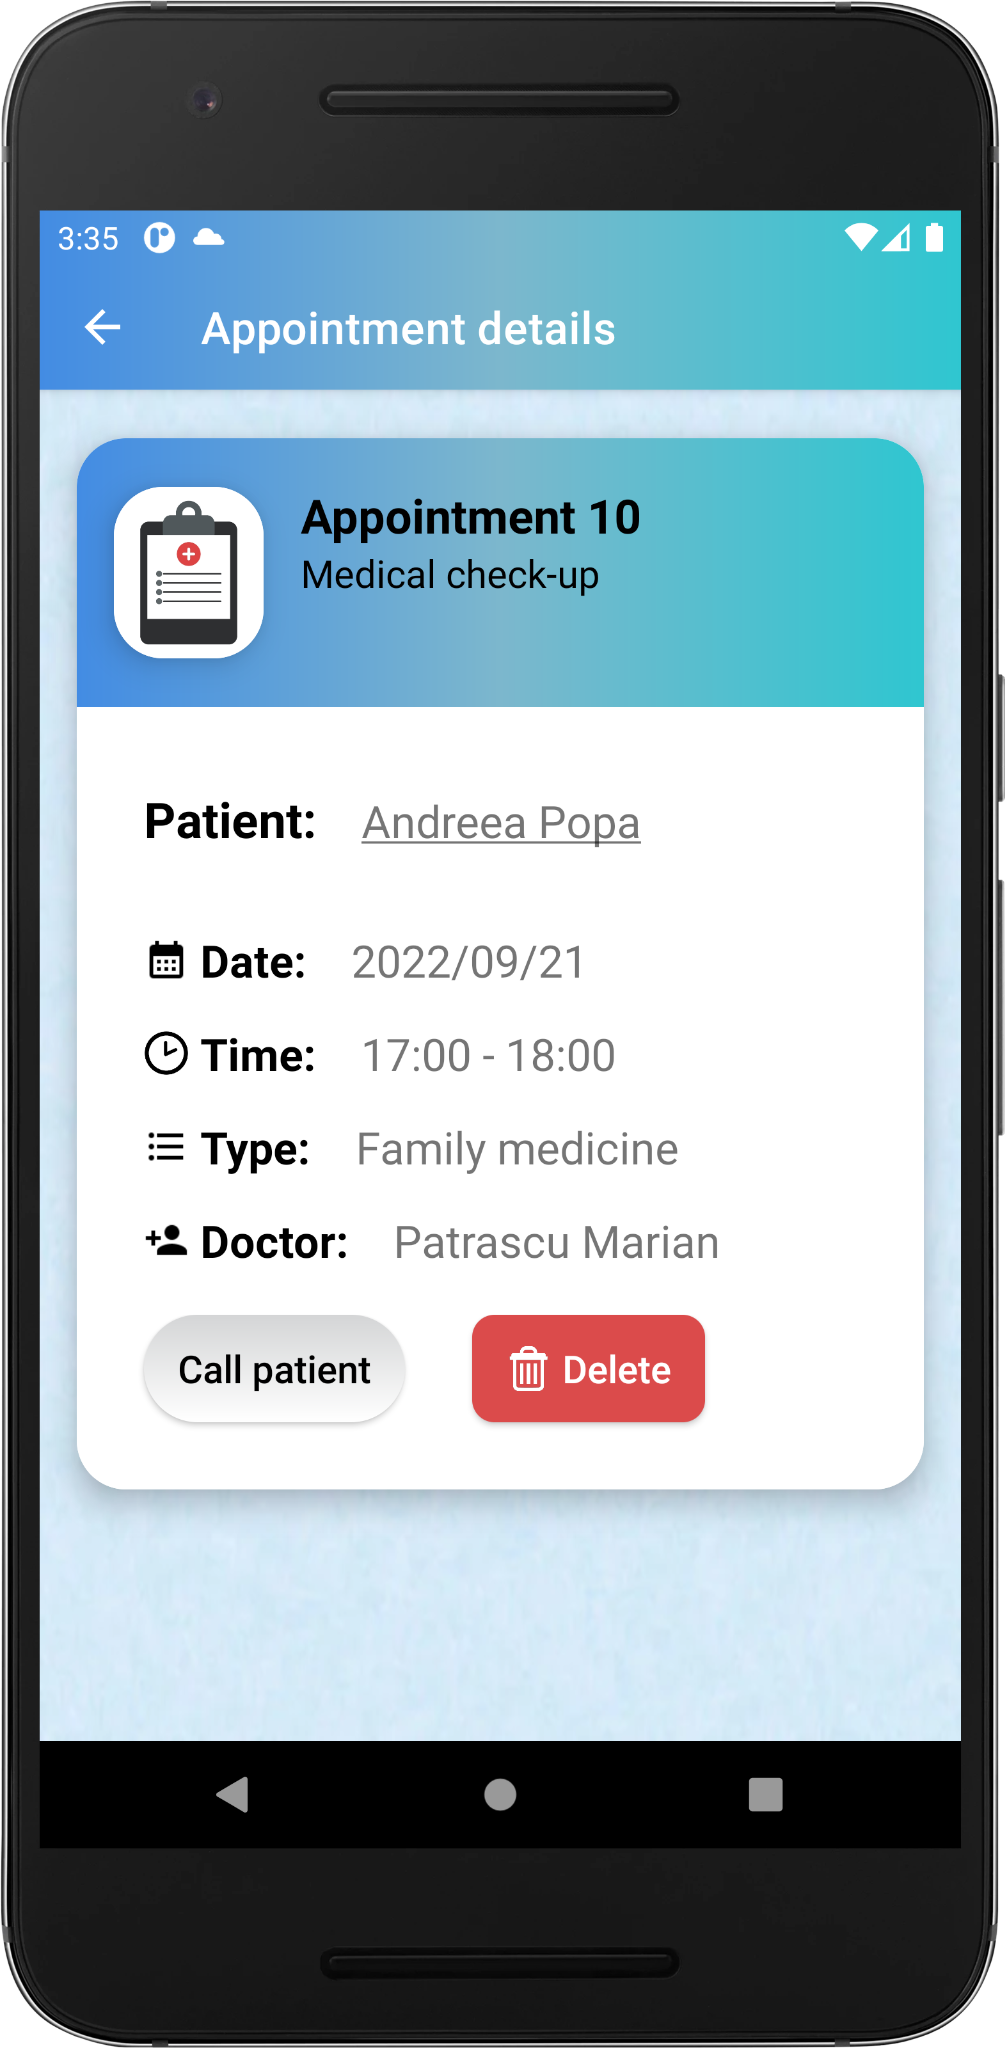 3:35
Appointment details
Appointment 10
Medical check-up
Patient: Andreea Popa
Date: 2022/09/21
Time: 17:00 - 18:00
Type: Family medicine
Doctor: Patrascu Marian
Call patient Delete